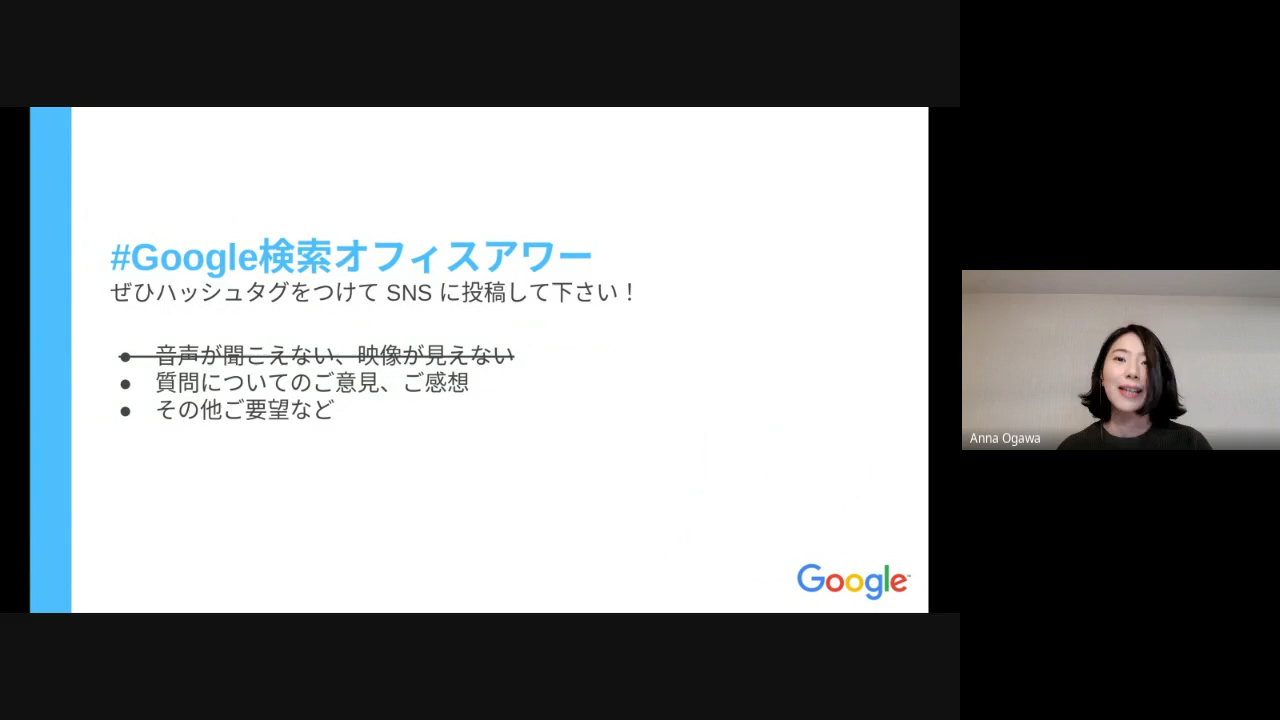 #Google検索オフィスアワー
ぜひハッシュタグをつけて SNS に投稿して下さい！
● 音声が聞こえない、映像が見えない
● 質問についてのご意見、ご感想
● その他ご要望など
Google
Anna Ogawa